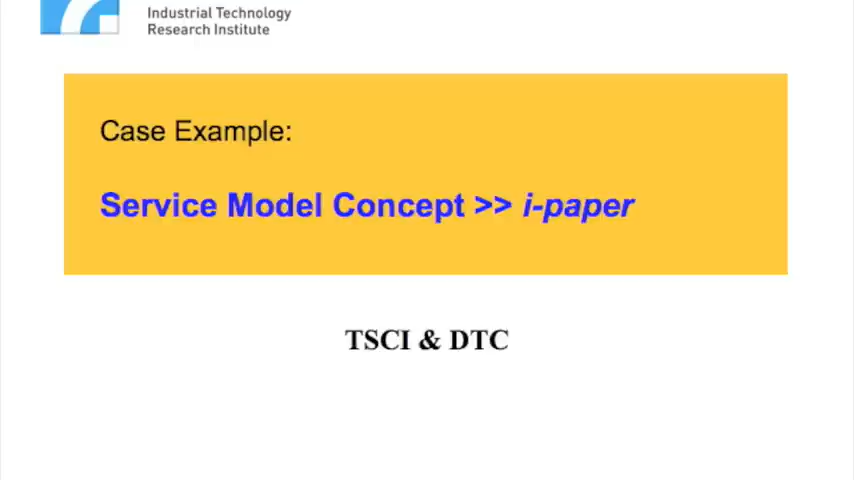 Industrial Technology
Research Institute
Case Example:
Service Model Concept >> i-paper
TSCI & DTC